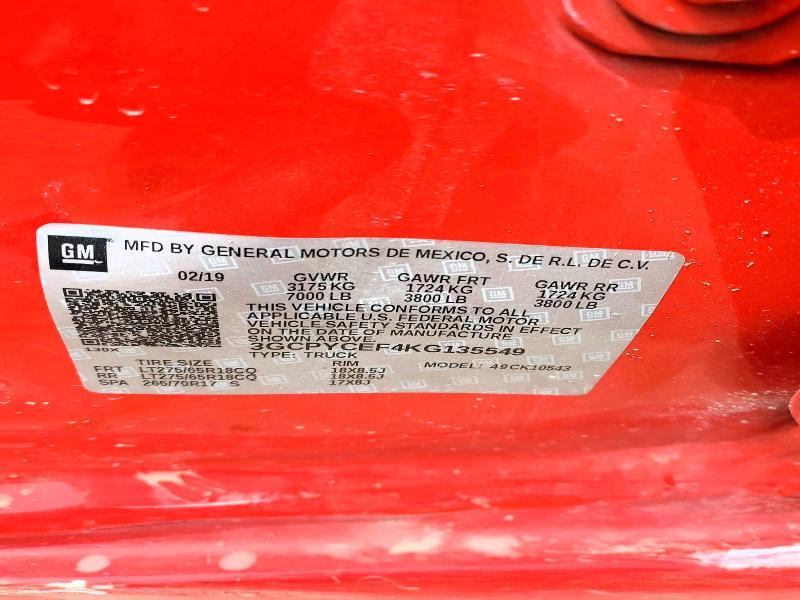 GM MFD BY GENERAL MOTORS DE MEXICO, S. DE R.L. DE C.V.
02/19 GVWR GAWR FRT GAWR RR
3175 KG 1724 KG 1724 KG
7000 LB 3800 LB 3800 LB
THIS VEHICLE CONFORMS TO ALL
APPLICABLE U.S. FEDERAL MOTOR
VEHICLE SAFETY STANDARDS IN EFFECT
ON THE DATE OF MANUFACTURE
SHOWN ABOVE.
3GCPYCEF4KG135549
TYPE: TRUCK MODEL: 49CK10543
TIRE SIZE RIM
FRT LT275/65R18CQ 18X8.5J
RR LT275/65R18CQ 18X8.5J
SPA 265/70R17 S 17X8J